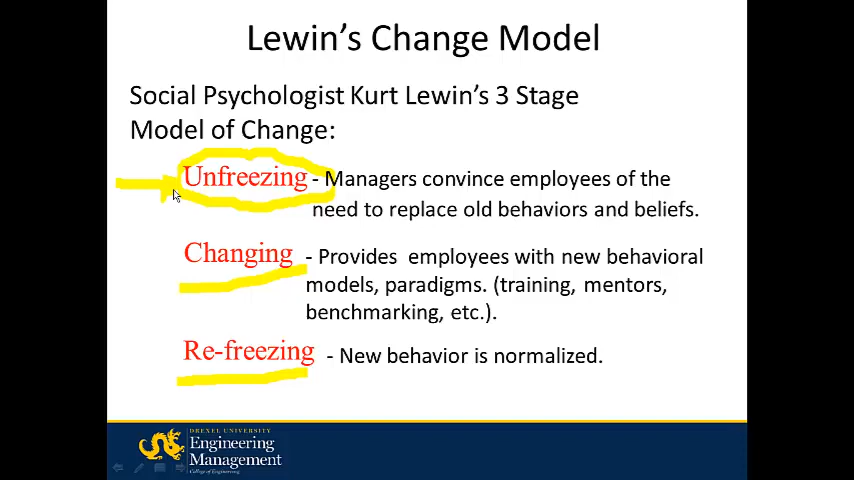 Lewin's Change Model
Social Psychologist Kurt Lewin's 3 Stage
Model of Change:
Unfreezing - Managers convince employees of the
need to replace old behaviors and beliefs.
Changing - Provides employees with new behavioral
models, paradigms. (training, mentors,
benchmarking, etc.).
Re-freezing - New behavior is normalized.
DREXEL UNIVERSITY
Engineering
Management
College of Engineering